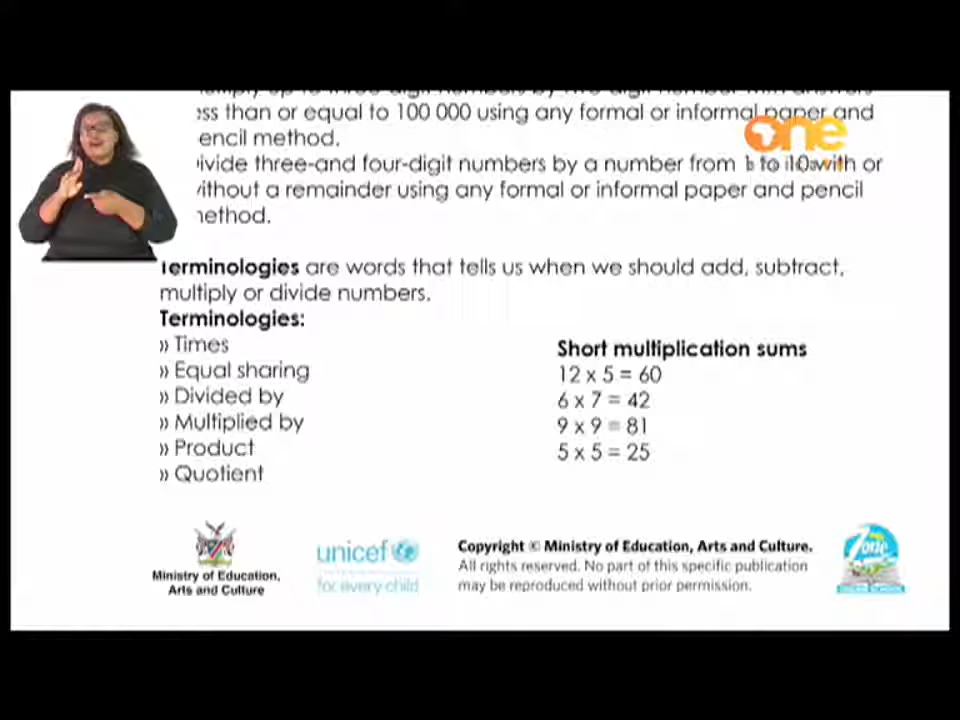 one
ess than or equal to 100 000 using any formal or informal paper and
encil method.
ivide three-and four-digit numbers by a number from to 10 with or
ithout a remainder using any formal or informal paper and pencil
ethod.
Terminologies are words that tells us when we should add, subtract,
multiply or divide numbers.
Terminologies:
» Times
» Equal sharing
» Divided by
» Multiplied by
» Product
» Quotient
Short multiplication sums
12 x 5 = 60
6 x 7 = 42
9 x 9 = 81
5 x 5 = 25
Ministry of Education,
Arts and Culture
unicef
for every child
Copyright © Ministry of Education, Arts and Culture.
All rights reserved. No part of this specific publication
may be reproduced without prior permission.
Zone